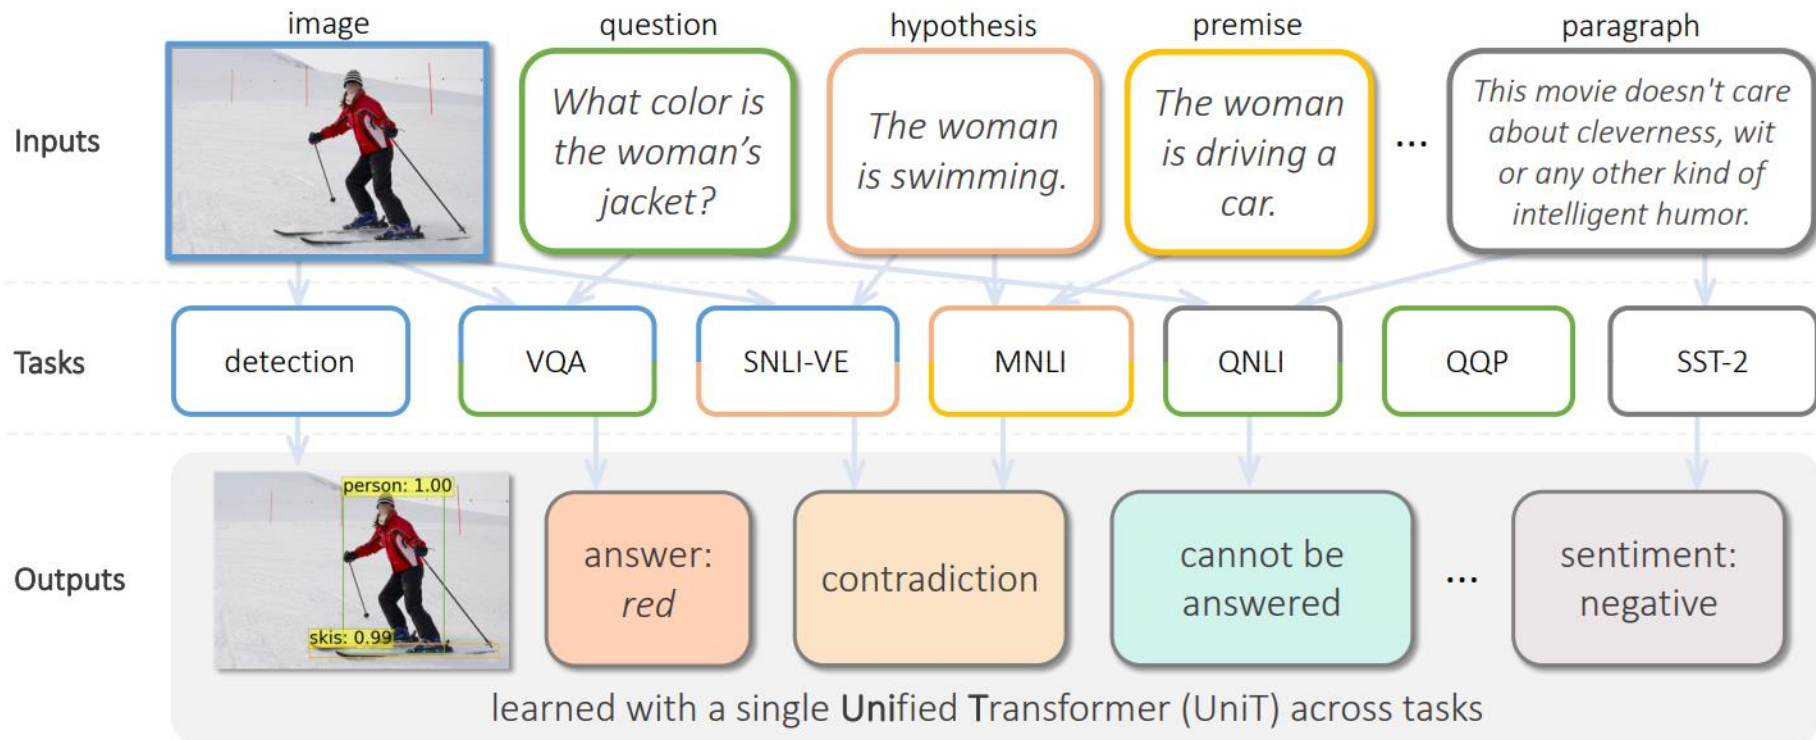 image
question
hypothesis
premise
paragraph
Inputs
What color is
the woman's
jacket?
The woman
is swimming.
The woman
is driving a
car.
...
This movie doesn't care
about cleverness, wit
or any other kind of
intelligent humor.
Tasks
detection
VQA
SNLI-VE
MNLI
QNLI
QQP
SST-2
Outputs
person: 1.00
skis: 0.99
answer:
red
contradiction
cannot be
answered
...
sentiment:
negative
learned with a single Unified Transformer (UniT) across tasks